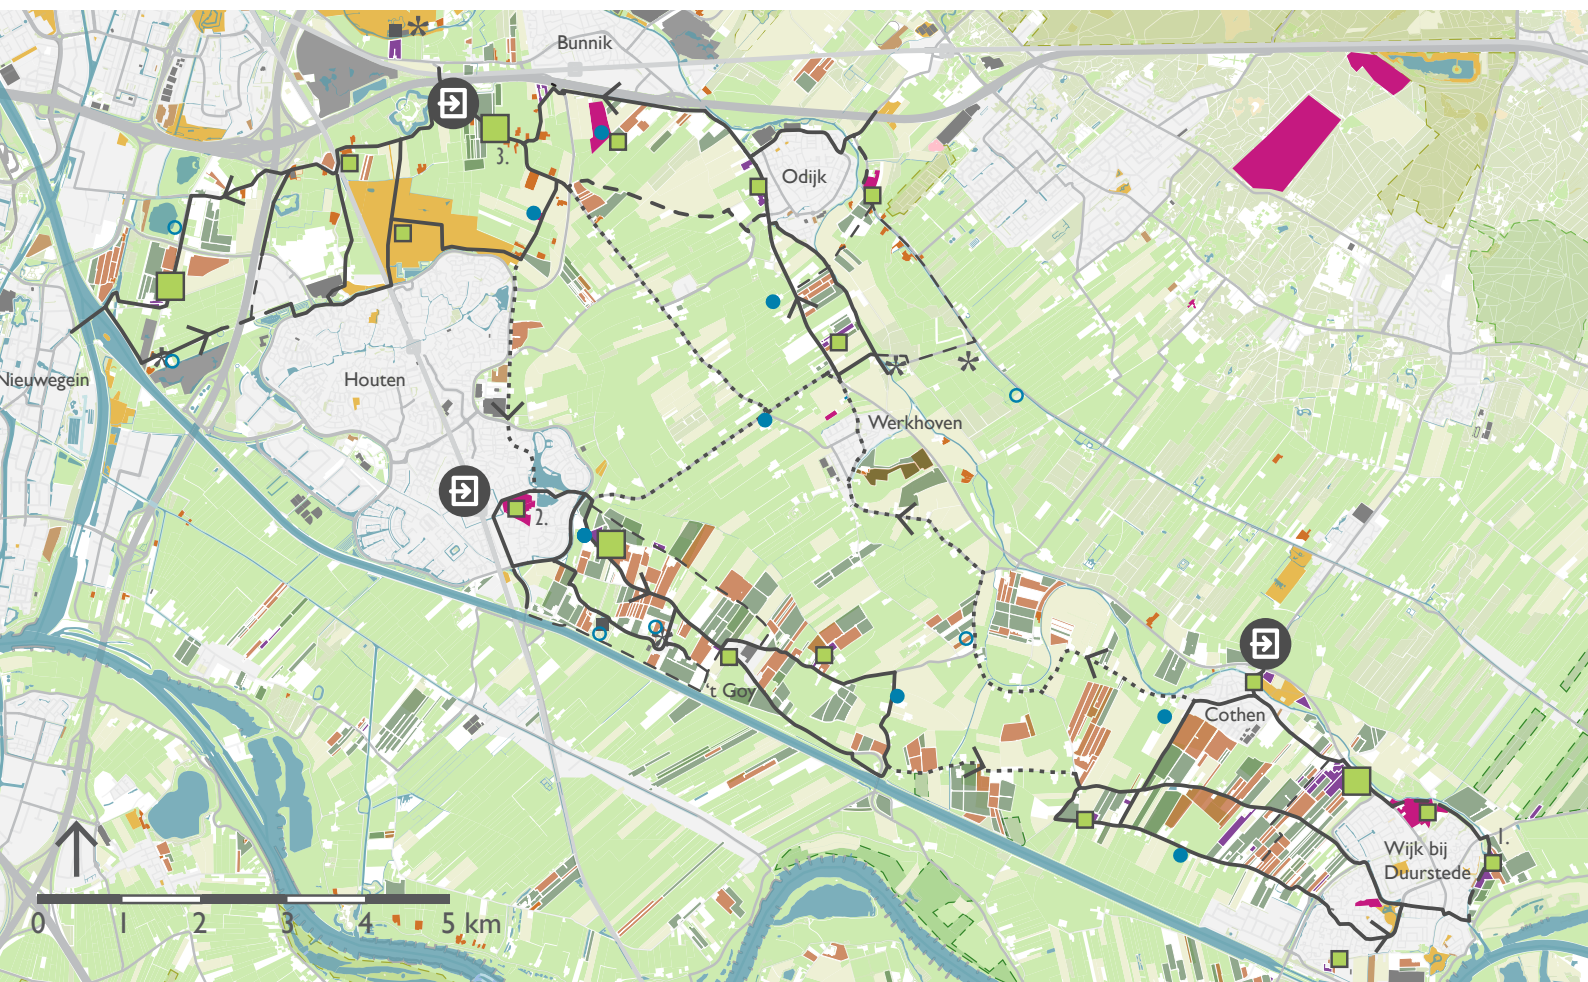 Bunnik
3.
Odijk
Nieuwegein
Houten
Werkhoven
2.
't Goy
Cothen
1.
Wijk bij
Duurstede
0 1 2 3 4 5 km